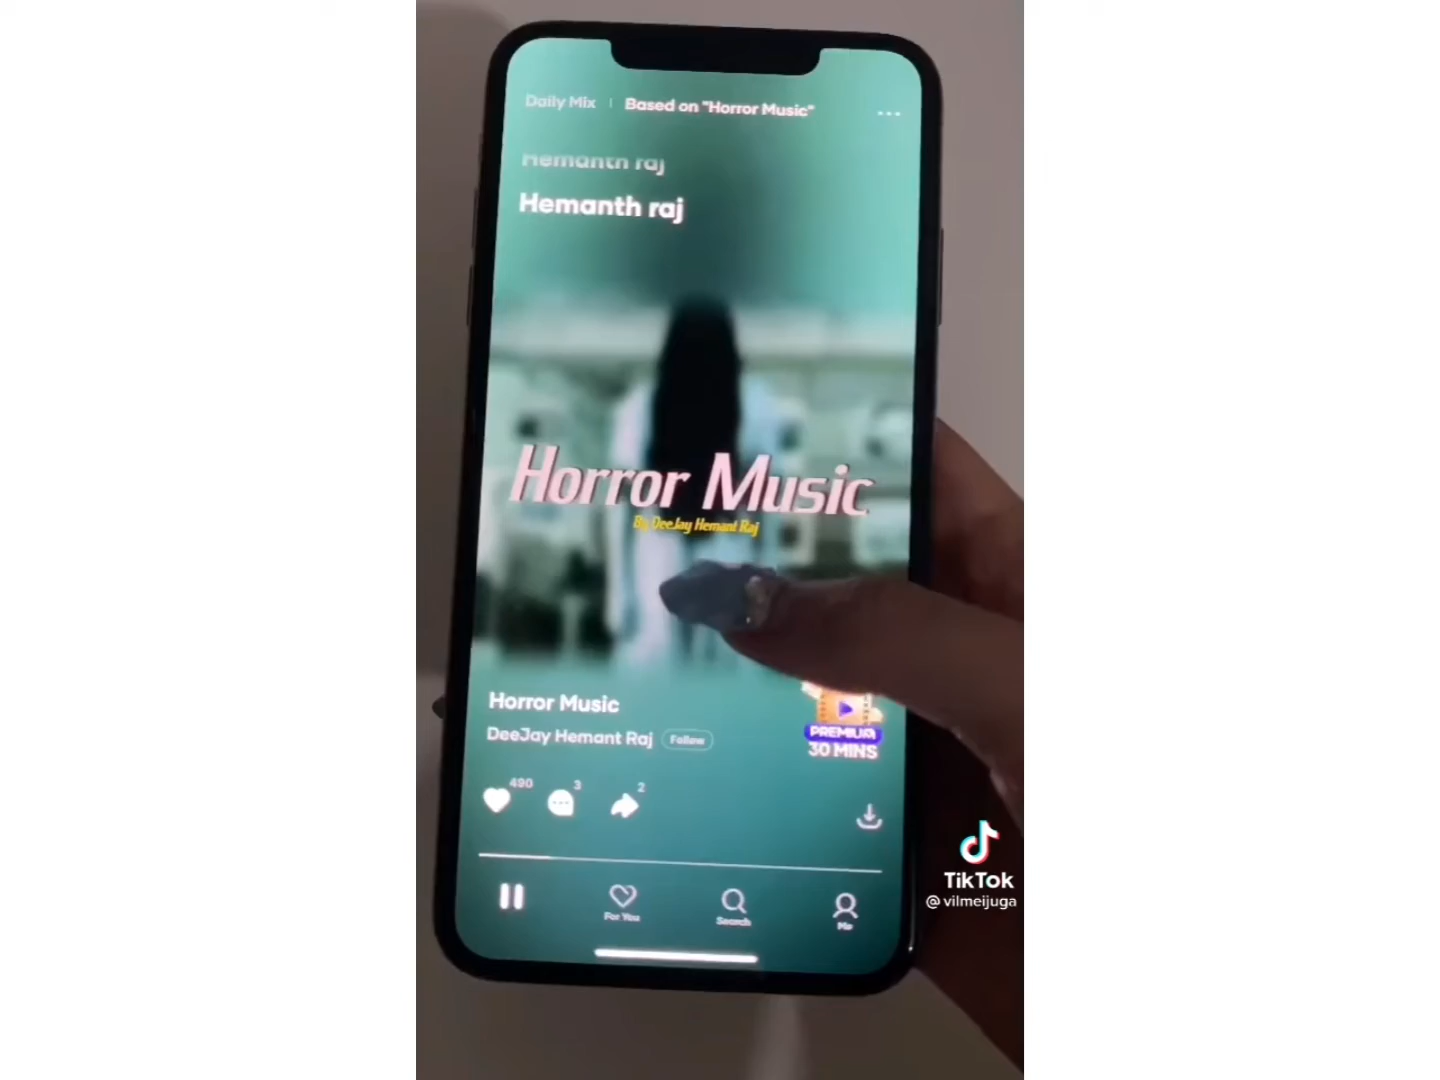 Daily Mix | Based on "Horror Music"
Hemanth raj
Hemanth raj
Horror Music
By DeeJay Hemant Raj
Horror Music
DeeJay Hemant Raj Follow
PREMIUM
30 MINS
490 3 2
For You Search Me
TikTok
@vilmeijuga